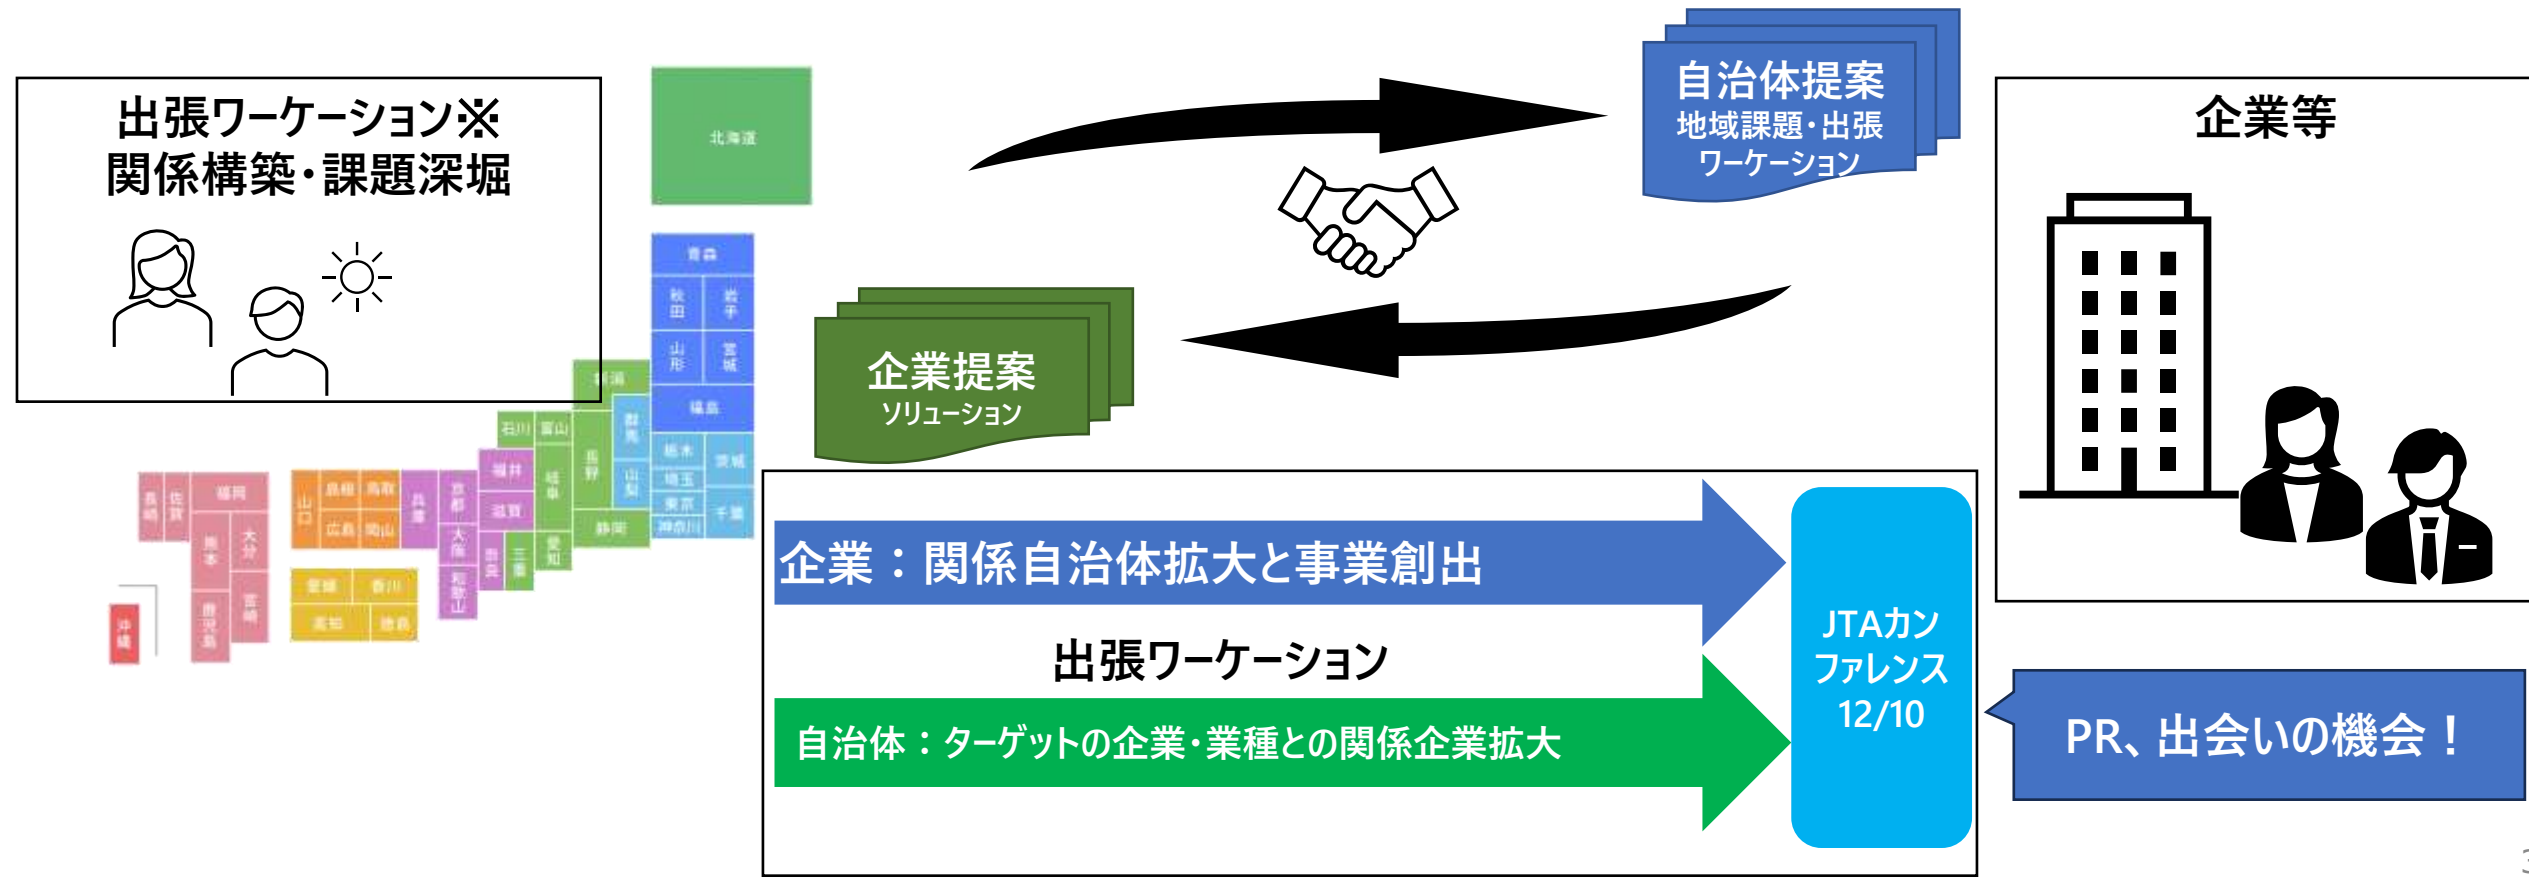 出張ワーケーション※
関係構築・課題深堀
北海道
青森
秋田
岩手
山形
宮城
福島
新潟
石川
富山
群馬
栃木
茨城
福井
長野
岐阜
山梨
埼玉
東京
千葉
神奈川
滋賀
静岡
愛知
三重
奈良
京都
大阪
和歌山
兵庫
鳥取
島根
岡山
広島
山口
愛媛
香川
高知
徳島
福岡
佐賀
長崎
大分
熊本
宮崎
鹿児島
沖縄
自治体提案
地域課題・出張
ワーケーション
企業提案
ソリューション
企業等
企業：関係自治体拡大と事業創出
出張ワーケーション
自治体：ターゲットの企業・業種との関係企業拡大
JTAカン
ファレンス
12/10
PR、出会いの機会！